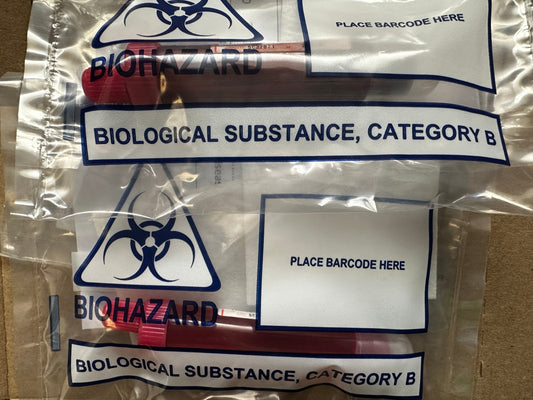 PLACE BARCODE HERE
BIOHAZARD
BIOLOGICAL SUBSTANCE, CATEGORY B
PLACE BARCODE HERE
BIOHAZARD
BIOLOGICAL SUBSTANCE, CATEGORY B